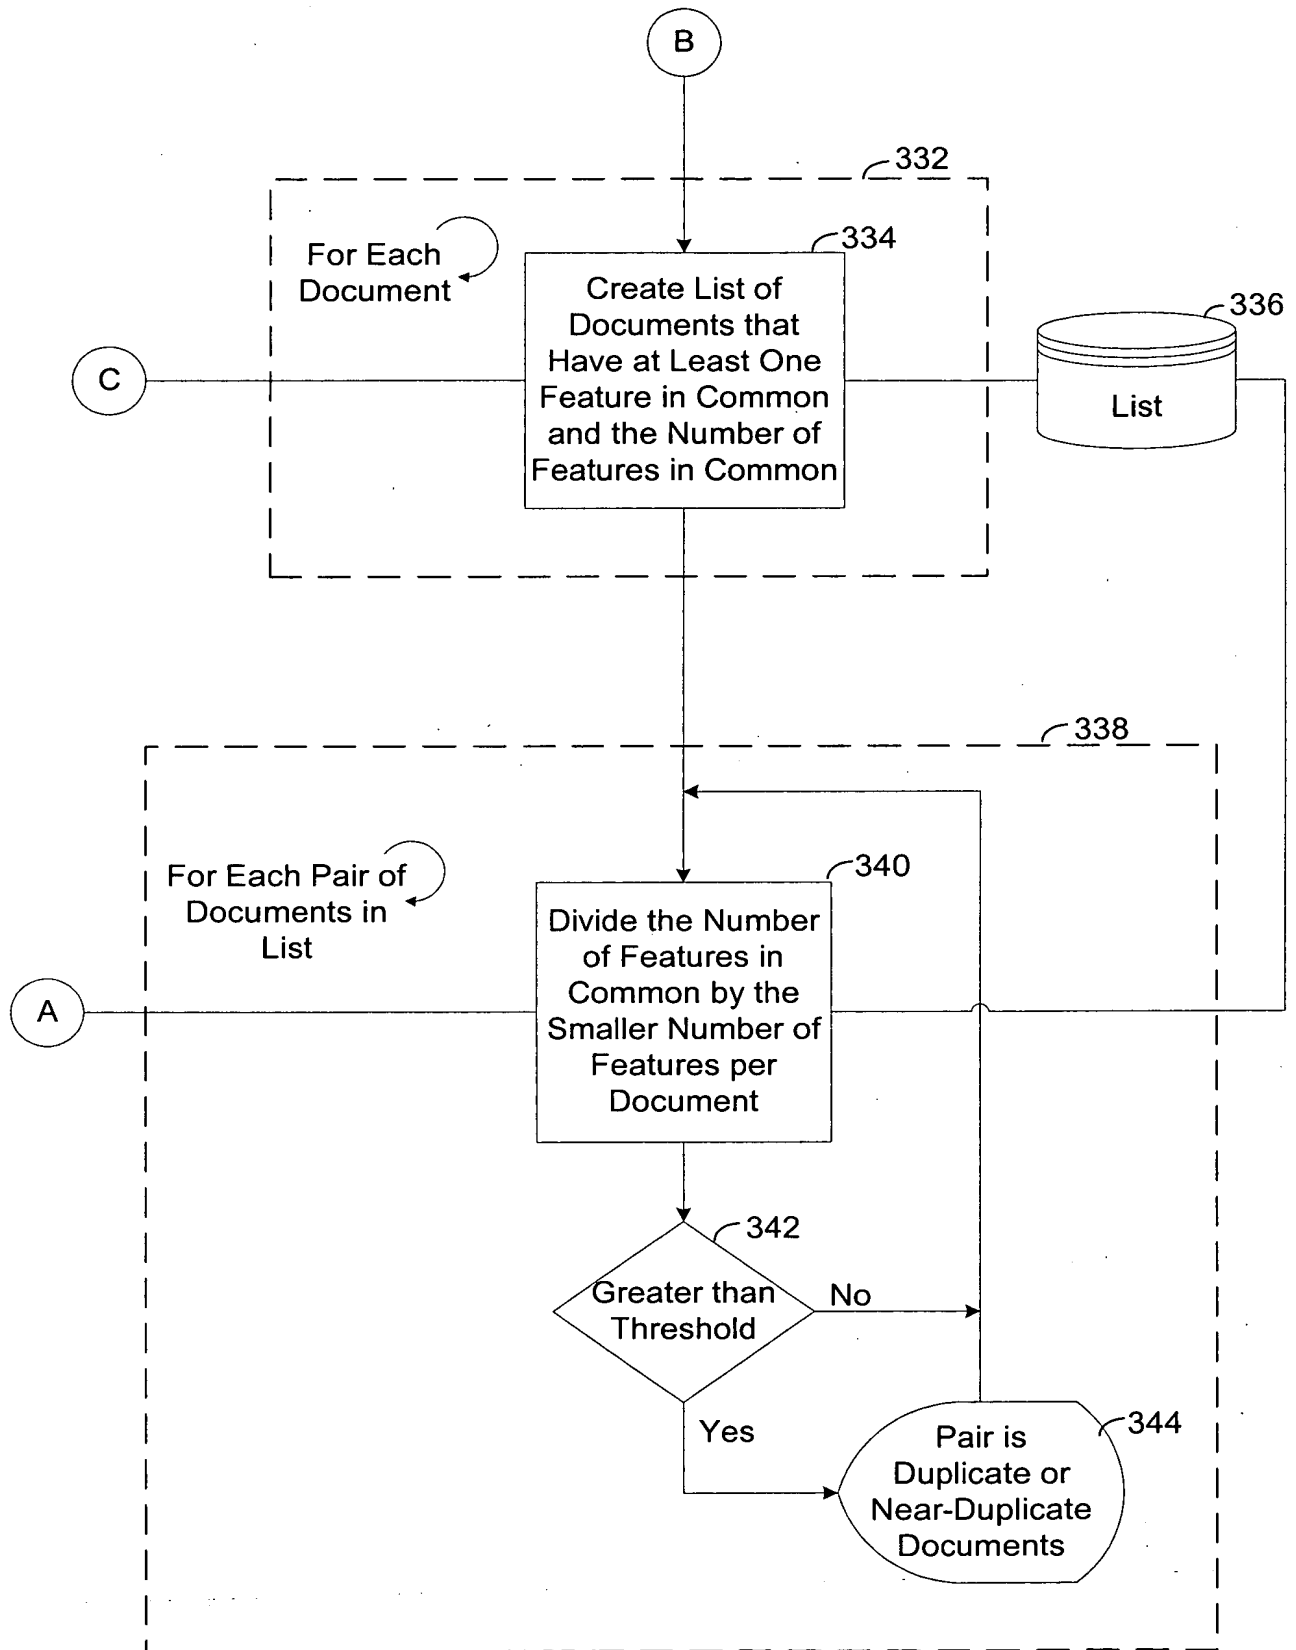 B
332
For Each
Document
334
Create List of
Documents that
Have at Least One
Feature in Common
and the Number of
Features in Common
336
List
C
338
For Each Pair of
Documents in
List
340
Divide the Number
of Features in
Common by the
Smaller Number of
Features per
Document
A
342
Greater than
Threshold
No
Yes
344
Pair is
Duplicate or
Near-Duplicate
Documents